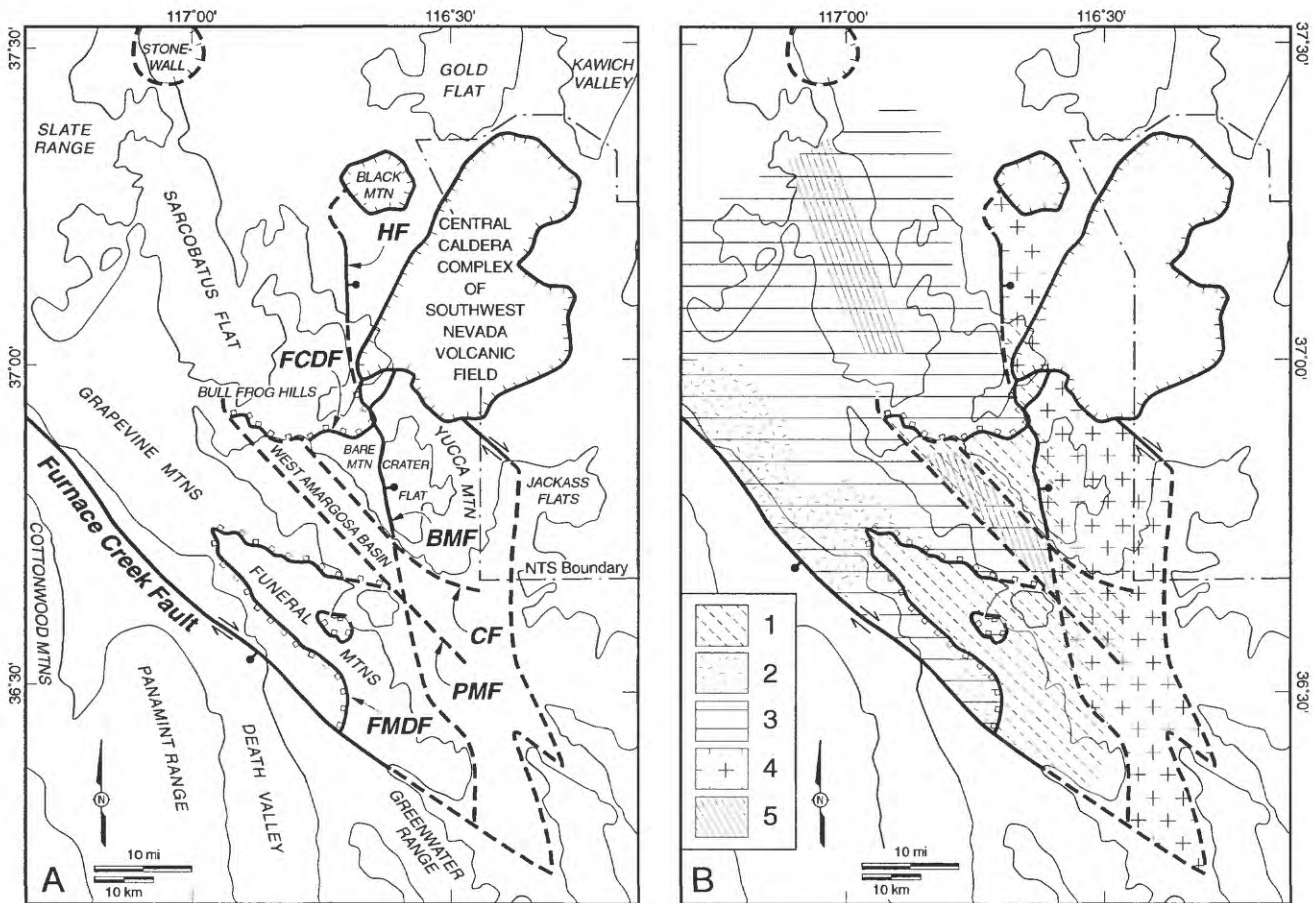 117°00'
116°30'
37°30'
37°00'
36°30'
STONE-
WALL
GOLD
FLAT
KAWICH
VALLEY
SLATE
RANGE
BLACK
MTN
HF
SARCOBATUS FLAT
CENTRAL
CALDERA
COMPLEX
OF
SOUTHWEST
NEVADA
VOLCANIC
FIELD
FCDF
BULL FROG HILLS
GRAPEVINE MTNS
BARE
MTN
CRATER
FLAT
YUCCA MTN
WEST AMARGOSA BASIN
JACKASS
FLATS
BMF
NTS Boundary
Furnace Creek Fault
COTTONWOOD MTNS
FUNERAL
MTNS
CF
PMF
FMDF
PANAMINT RANGE
DEATH VALLEY
GREENWATER
RANGE
N
10 mi
10 km
A
117°00'
116°30'
37°30'
37°00'
36°30'
1
2
3
4
5
N
10 mi
10 km
B